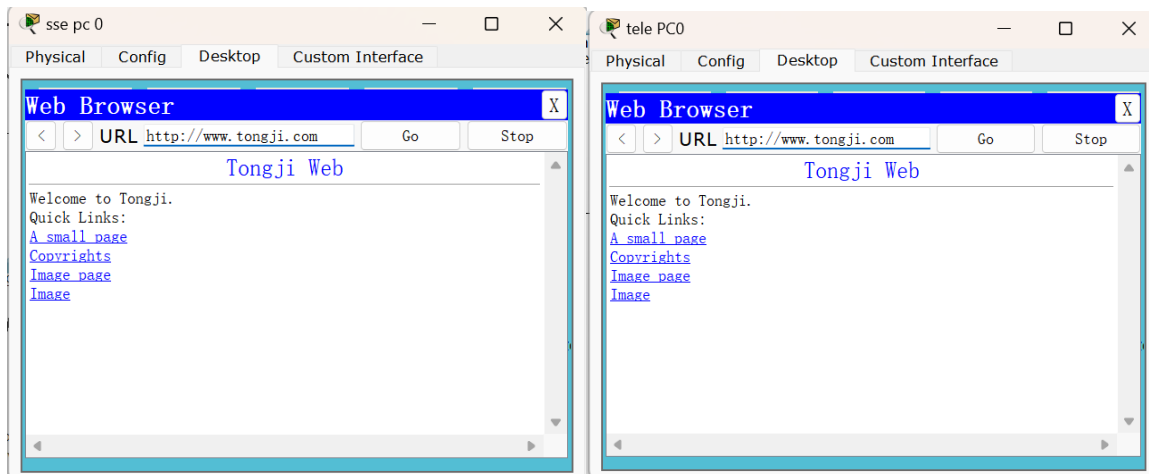 sse pc 0
Physical Config Desktop Custom Interface
Web Browser X
< > URL http://www.tongji.com Go Stop
Tongji Web
Welcome to Tongji.
Quick Links:
A small page
Copyrights
Image page
Image
tele PC0
Physical Config Desktop Custom Interface
Web Browser X
< > URL http://www.tongji.com Go Stop
Tongji Web
Welcome to Tongji.
Quick Links:
A small page
Copyrights
Image page
Image